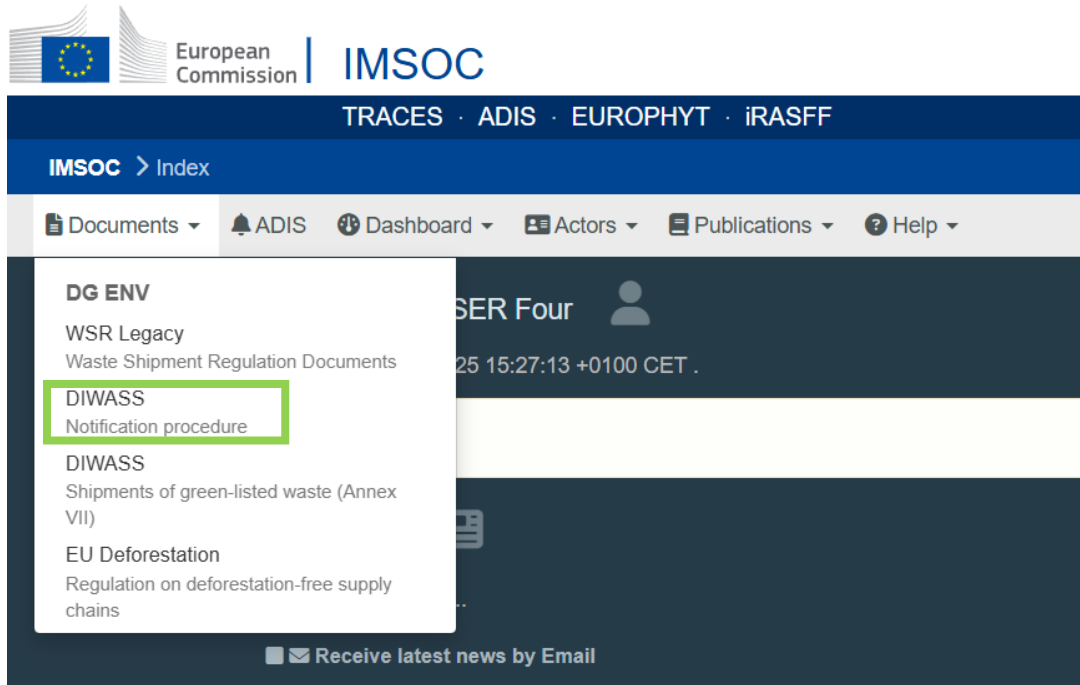 European
Commission
IMSOC
TRACES · ADIS · EUROPHYT · iRASFF
IMSOC > Index
Documents ADIS Dashboard Actors Publications Help
DG ENV
WSR Legacy
Waste Shipment Regulation Documents
DIWASS
Notification procedure
DIWASS
Shipments of green-listed waste (Annex
VII)
EU Deforestation
Regulation on deforestation-free supply
chains
SER Four
25 15:27:13 +0100 CET .
..
Receive latest news by Email